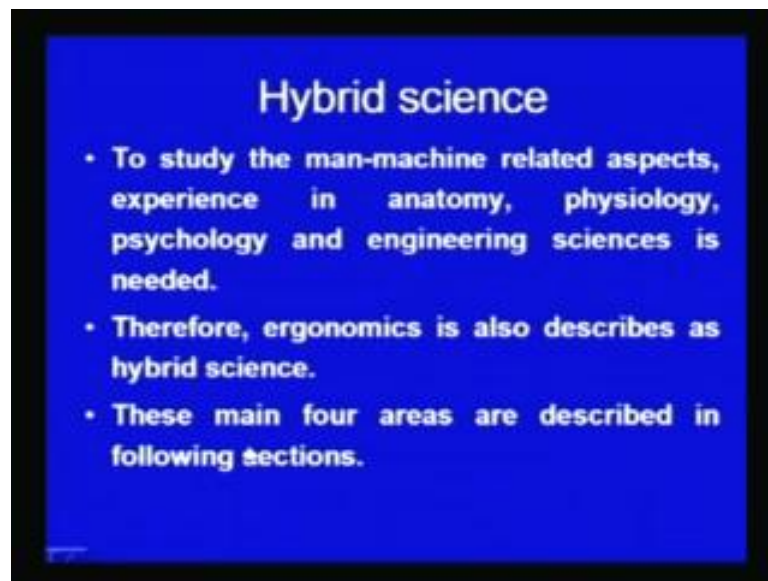 Hybrid science
• To study the man-machine related aspects,
experience in anatomy, physiology,
psychology and engineering sciences is
needed.
• Therefore, ergonomics is also describes as
hybrid science.
• These main four areas are described in
following sections.